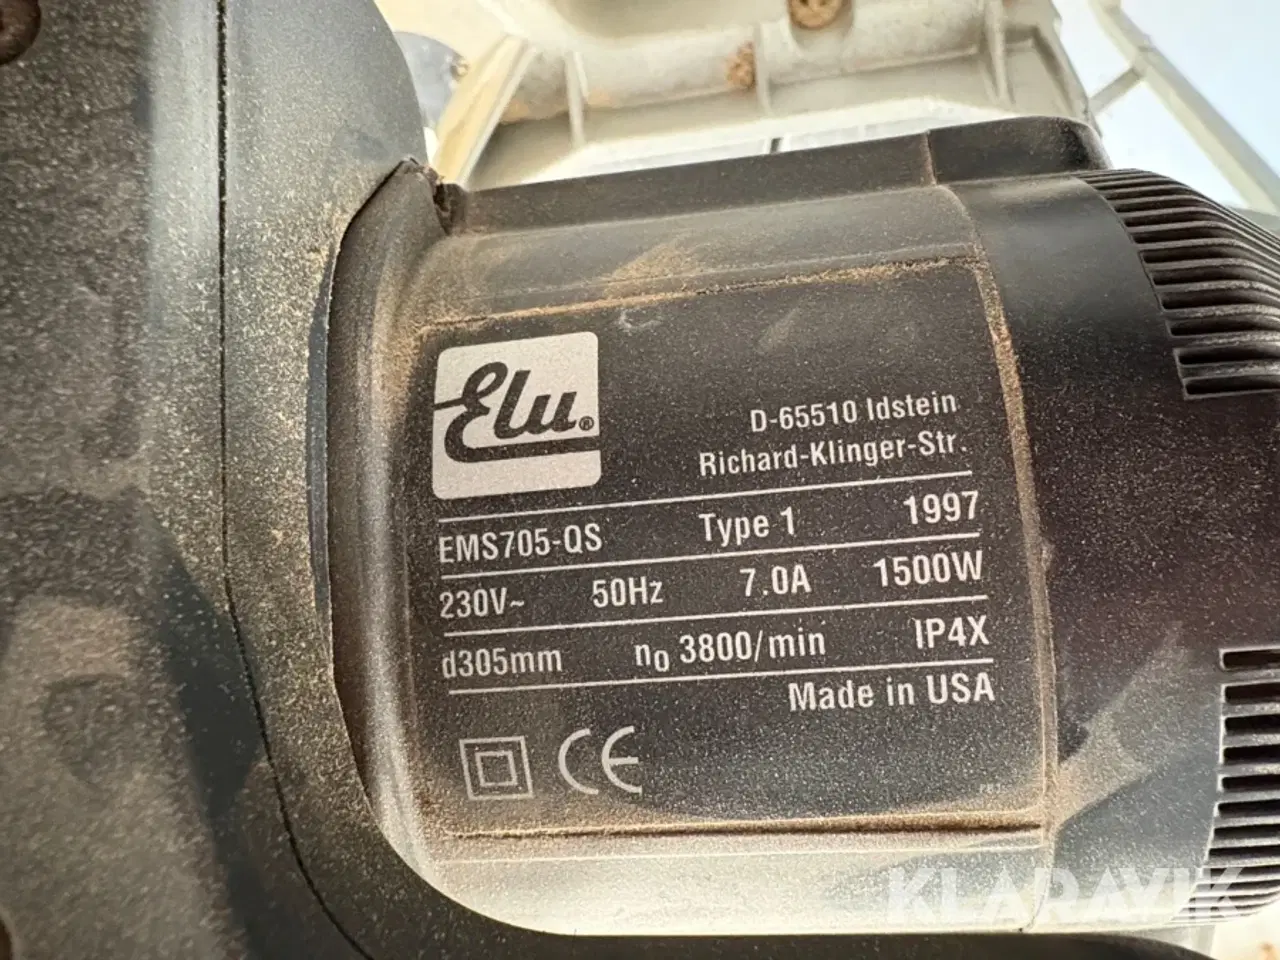 Elu®
D-65510 Idstein
Richard-Klinger-Str.
EMS705-QS Type 1 1997
230V~ 50Hz 7.0A 1500W
d305mm n₀ 3800/min IP4X
Made in USA
CE
KLARAVIK